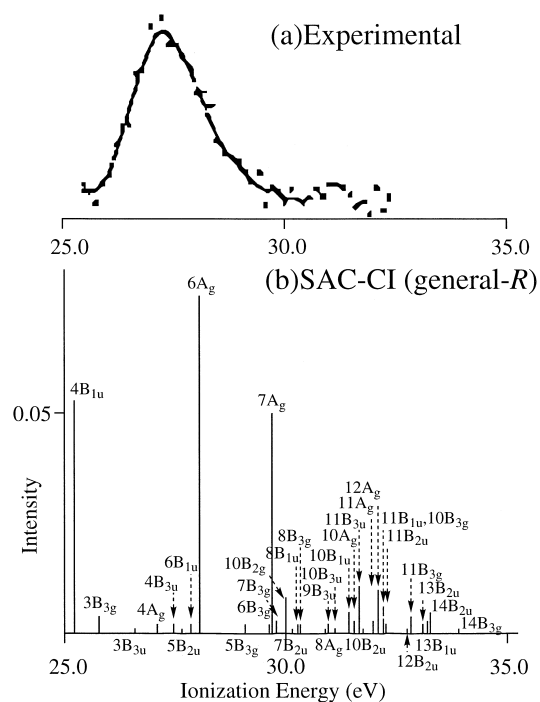 (a)Experimental
25.0 30.0 35.0
(b)SAC-CI (general-R)
6Ag
4B1u
7Ag
0.05
12Ag
11Ag
11B3u 11B1u,10B3g
8B3g 10Ag 11B2u
8B1u
10B2g 10B1u
6B1u 10B3u 11B3g
4B3u 7B3g 9B3u 13B2u
3B3g 4Ag 6B3g 14B2u
14B3g
3B3u 5B2u 5B3g 7B2u 8Ag 10B2u 13B1u
12B2u
25.0 30.0 35.0
Ionization Energy (eV)
Intensity